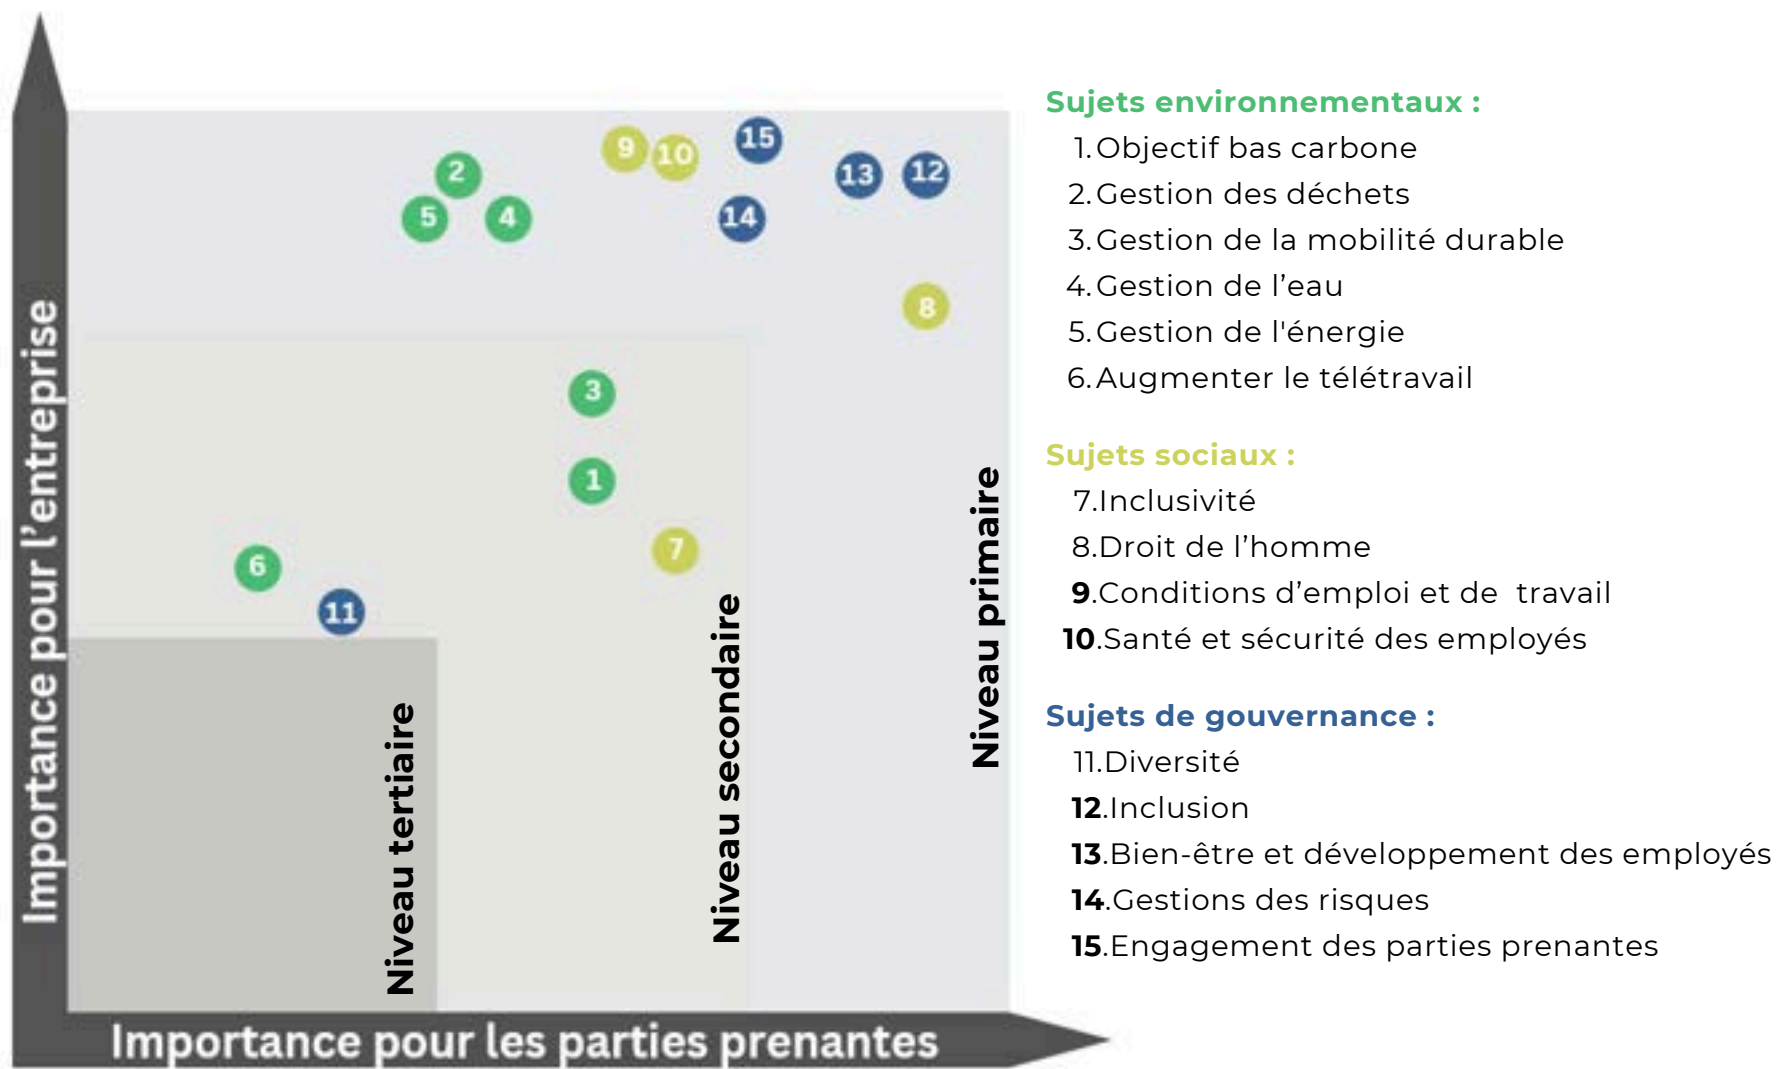 Importance pour l'entreprise
15
9
10
2
13
12
5
4
14
8
3
1
7
6
11
Niveau tertiaire
Niveau secondaire
Niveau primaire
Importance pour les parties prenantes
Sujets environnementaux :
1.Objectif bas carbone
2.Gestion des déchets
3.Gestion de la mobilité durable
4.Gestion de l’eau
5.Gestion de l'énergie
6.Augmenter le télétravail
Sujets sociaux :
7.Inclusivité
8.Droit de l’homme
9.Conditions d’emploi et de  travail
10.Santé et sécurité des employés
Sujets de gouvernance :
11.Diversité
12.Inclusion
13.Bien-être et développement des employés
14.Gestions des risques
15.Engagement des parties prenantes